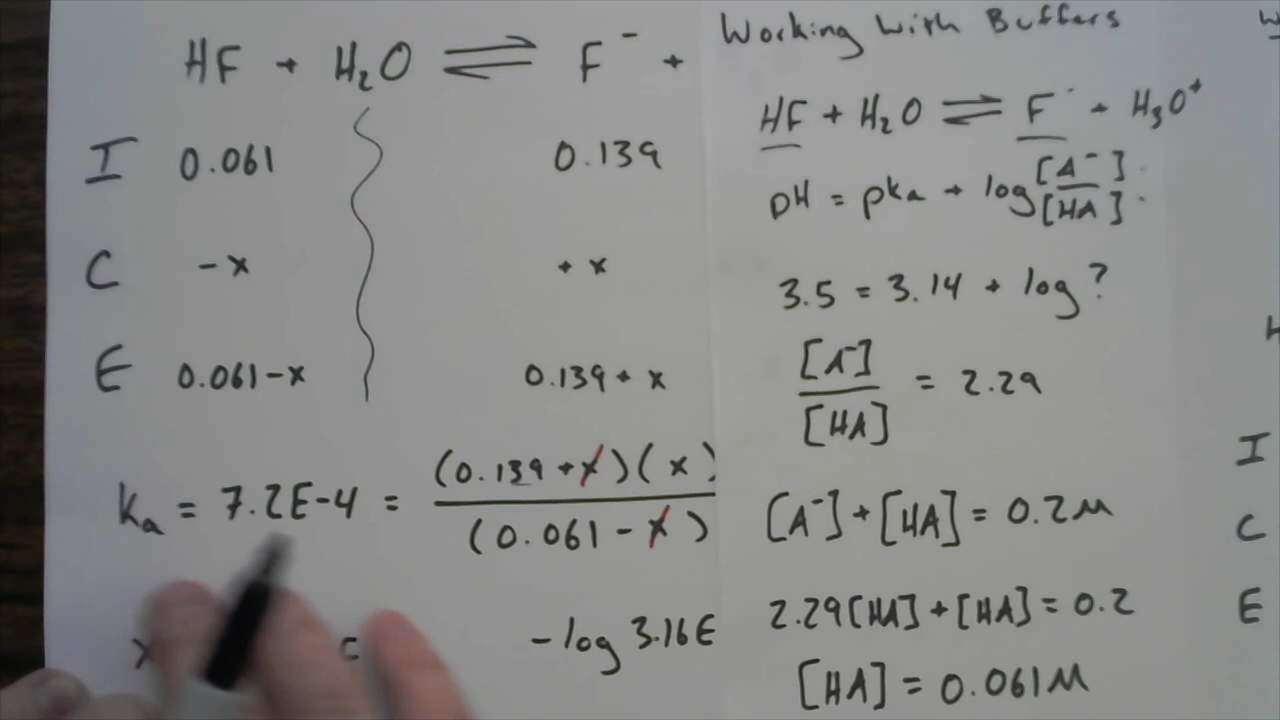 HF + H₂O ⇌ F⁻ +
I 0.061 0.139
C -x + x
E 0.061-x 0.139 + x
Ka = 7.2E-4 = (0.139 + x)(x) / (0.061 - x)
x
-log 3.16E
Working with Buffers
HF + H₂O ⇌ F⁻ + H₃O⁺
pH = pKa + log [A⁻] / [HA]
3.5 = 3.14 + log ?
[A⁻] / [HA] = 2.29
[A⁻] + [HA] = 0.2 M
2.29[HA] + [HA] = 0.2
[HA] = 0.061 M
I
C
E